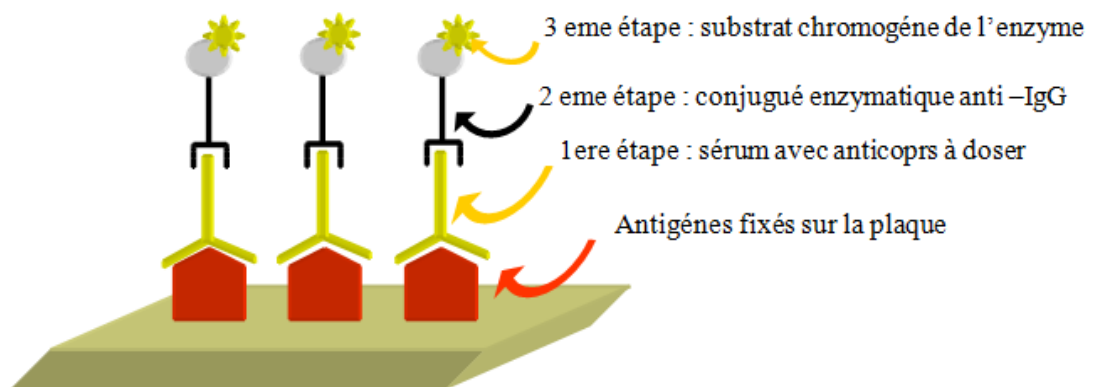 3 eme étape : substrat chromogéne de l'enzyme
2 eme étape : conjugué enzymatique anti –IgG
1ere étape : sérum avec anticoprs à doser
Antigénes fixés sur la plaque